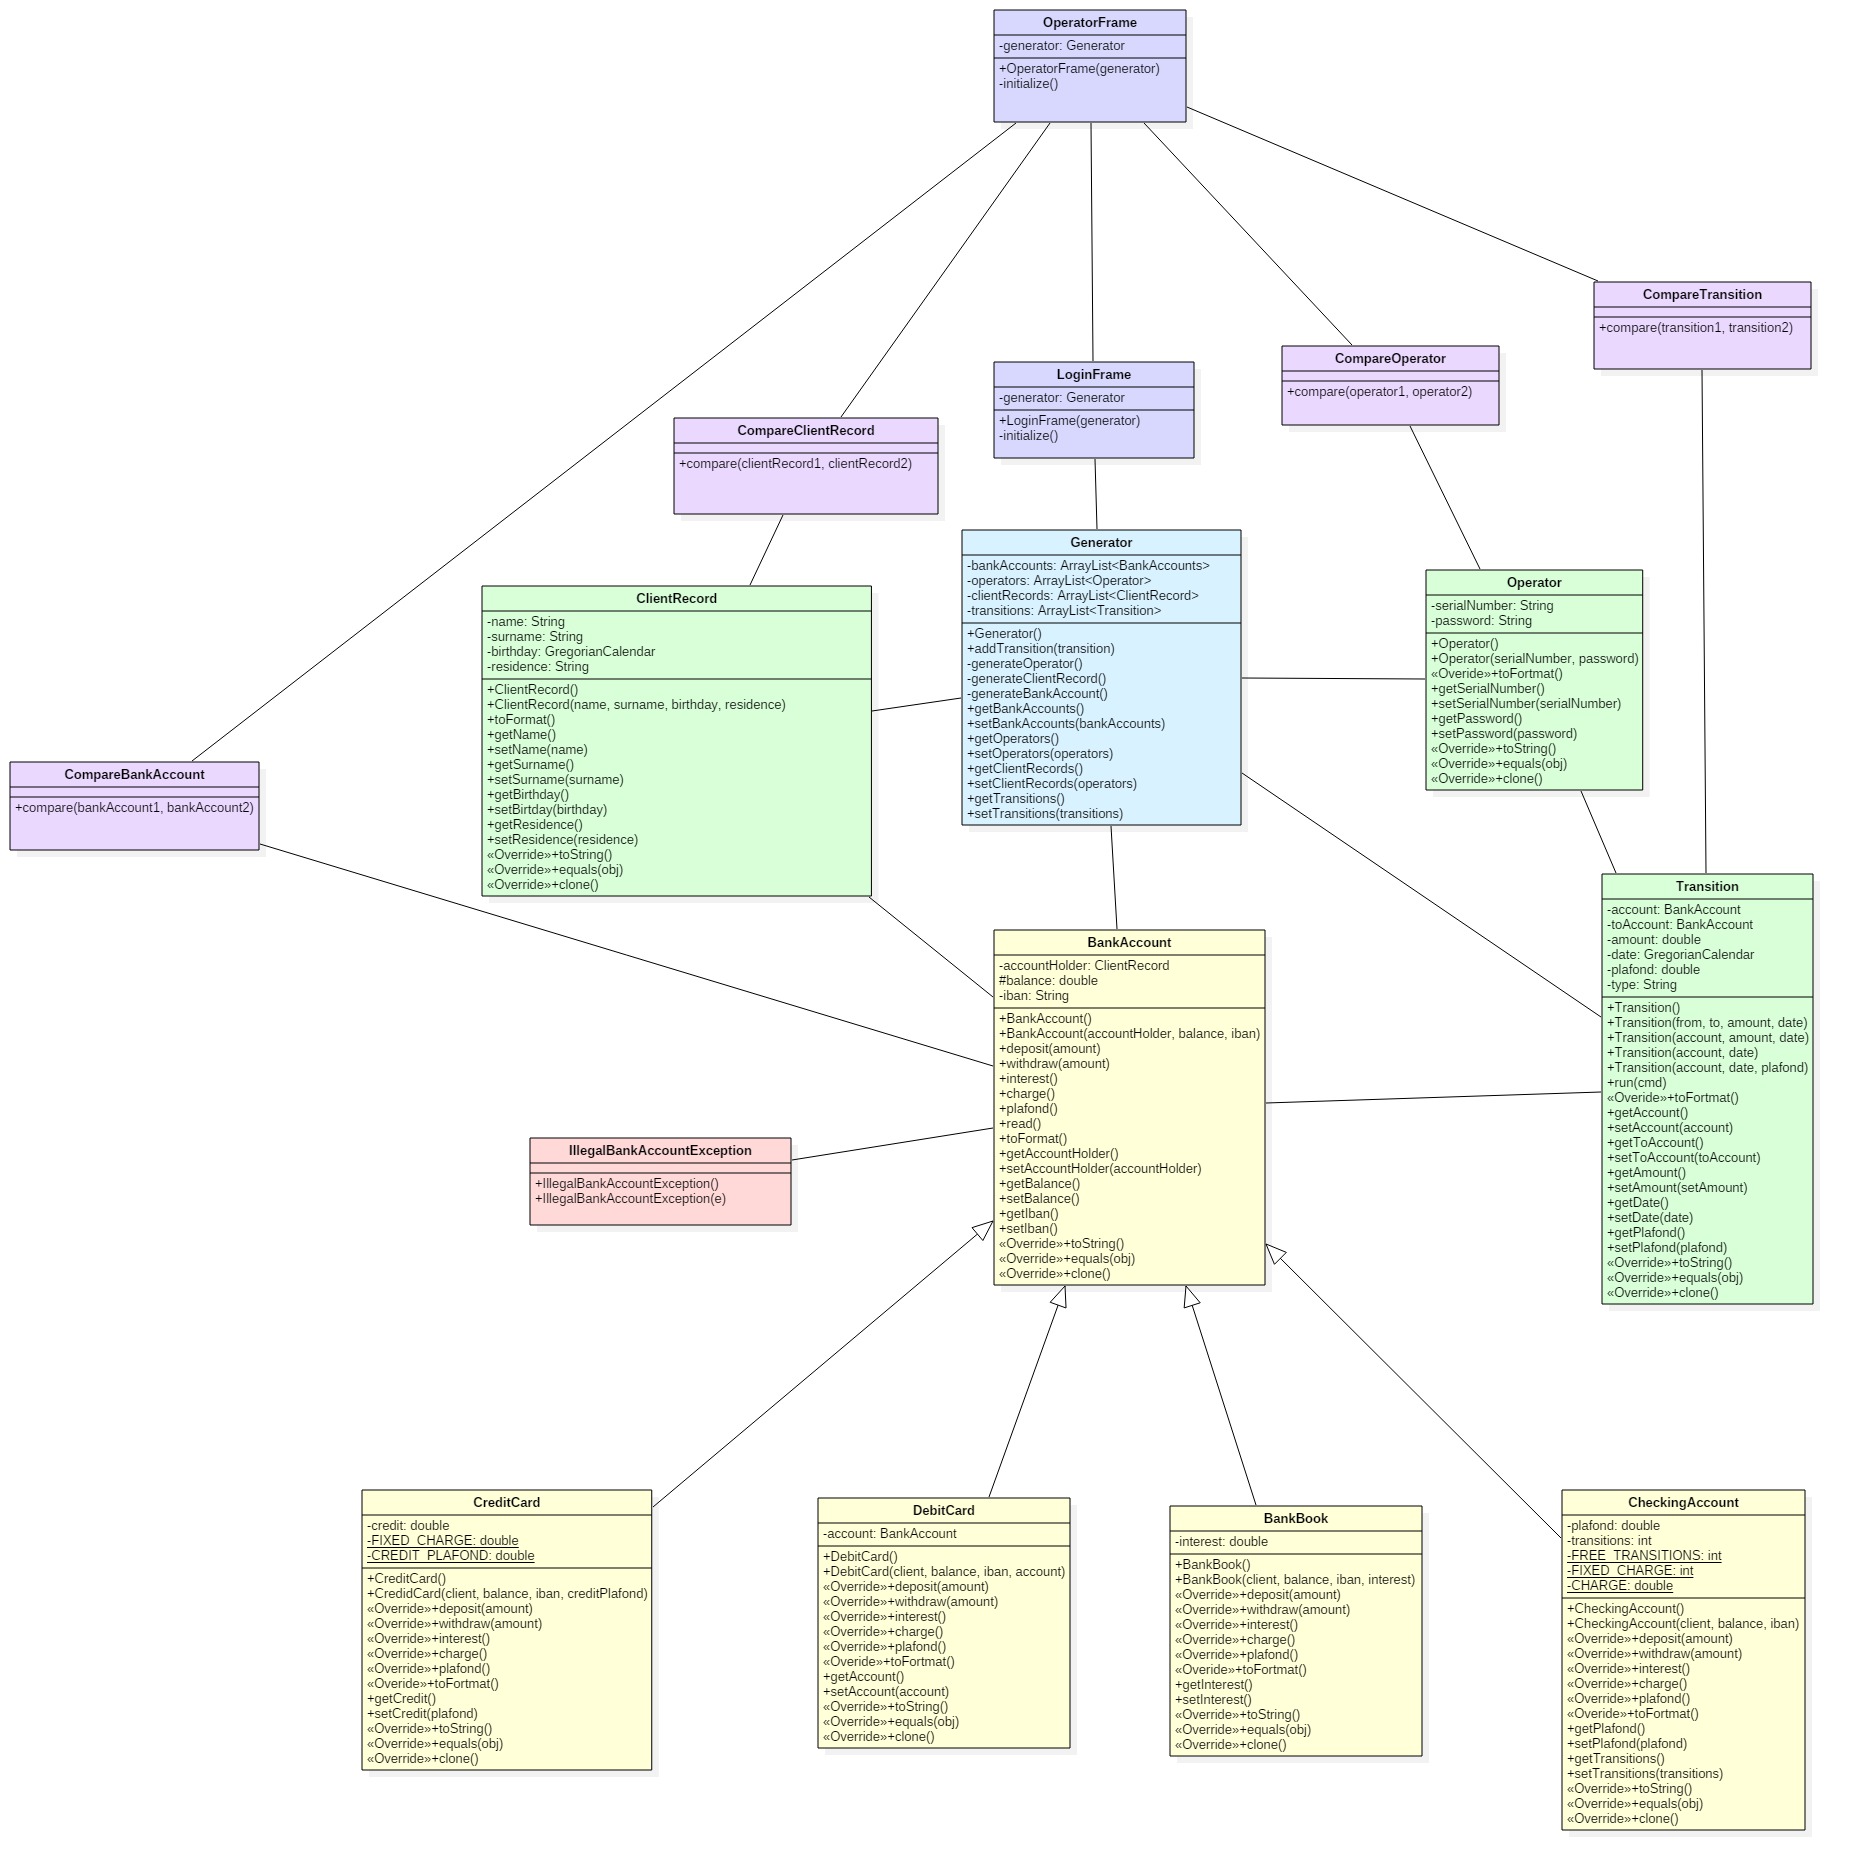 OperatorFrame
-generator: Generator
+OperatorFrame(generator)
-initialize()
CompareTransition
+compare(transition1, transition2)
CompareOperator
+compare(operator1, operator2)
LoginFrame
-generator: Generator
+LoginFrame(generator)
-initialize()
CompareClientRecord
+compare(clientRecord1, clientRecord2)
Generator
-bankAccounts: ArrayList<BankAccounts>
-operators: ArrayList<Operator>
-clientRecords: ArrayList<ClientRecord>
-transitions: ArrayList<Transition>
+Generator()
+addTransition(transition)
-generateOperator()
-generateClientRecord()
-generateBankAccount()
+getBankAccounts()
+setBankAccounts(bankAccounts)
+getOperators()
+setOperators(operators)
+getClientRecords()
+setClientRecords(operators)
+getTransitions()
+setTransitions(transitions)
Operator
-serialNumber: String
-password: String
+Operator()
+Operator(serialNumber, password)
«Overide»+toFortmat()
+getSerialNumber()
+setSerialNumber(serialNumber)
+getPassword()
+setPassword(password)
«Override»+toString()
«Override»+equals(obj)
«Override»+clone()
ClientRecord
-name: String
-surname: String
-birthday: GregorianCalendar
-residence: String
+ClientRecord()
+ClientRecord(name, surname, birthday, residence)
+toFormat()
+getName()
+setName(name)
+getSurname()
+setSurname(surname)
+getBirthday()
+setBirtday(birthday)
+getResidence()
+setResidence(residence)
«Override»+toString()
«Override»+equals(obj)
«Override»+clone()
CompareBankAccount
+compare(bankAccount1, bankAccount2)
Transition
-account: BankAccount
-toAccount: BankAccount
-amount: double
-date: GregorianCalendar
-plafond: double
-type: String
+Transition()
+Transition(from, to, amount, date)
+Transition(account, amount, date)
+Transition(account, date)
+Transition(account, date, plafond)
+run(cmd)
«Overide»+toFortmat()
+getAccount()
+setAccount(account)
+getToAccount()
+setToAccount(toAccount)
+getAmount()
+setAmount(setAmount)
+getDate()
+setDate(date)
+getPlafond()
+setPlafond(plafond)
«Override»+toString()
«Override»+equals(obj)
«Override»+clone()
BankAccount
-accountHolder: ClientRecord
#balance: double
-iban: String
+BankAccount()
+BankAccount(accountHolder, balance, iban)
+deposit(amount)
+withdraw(amount)
+interest()
+charge()
+plafond()
+read()
+toFormat()
+getAccountHolder()
+setAccountHolder(accountHolder)
+getBalance()
+setBalance()
+getIban()
+setIban()
«Override»+toString()
«Override»+equals(obj)
«Override»+clone()
IllegalBankAccountException
+IllegalBankAccountException()
+IllegalBankAccountException(e)
CreditCard
-credit: double
-FIXED_CHARGE: double
-CREDIT_PLAFOND: double
+CreditCard()
+CredidCard(client, balance, iban, creditPlafond)
«Override»+deposit(amount)
«Override»+withdraw(amount)
«Override»+interest()
«Override»+charge()
«Override»+plafond()
«Overide»+toFortmat()
+getCredit()
+setCredit(plafond)
«Override»+toString()
«Override»+equals(obj)
«Override»+clone()
DebitCard
-account: BankAccount
+DebitCard()
+DebitCard(client, balance, iban, account)
«Override»+deposit(amount)
«Override»+withdraw(amount)
«Override»+interest()
«Override»+charge()
«Override»+plafond()
«Overide»+toFortmat()
+getAccount()
+setAccount(account)
«Override»+toString()
«Override»+equals(obj)
«Override»+clone()
BankBook
-interest: double
+BankBook()
+BankBook(client, balance, iban, interest)
«Override»+deposit(amount)
«Override»+withdraw(amount)
«Override»+interest()
«Override»+charge()
«Override»+plafond()
«Overide»+toFortmat()
+getInterest()
+setInterest()
«Override»+toString()
«Override»+equals(obj)
«Override»+clone()
CheckingAccount
-plafond: double
-transitions: int
-FREE_TRANSITIONS: int
-FIXED_CHARGE: int
-CHARGE: double
+CheckingAccount()
+CheckingAccount(client, balance, iban)
«Override»+deposit(amount)
«Override»+withdraw(amount)
«Override»+interest()
«Override»+charge()
«Override»+plafond()
«Overide»+toFortmat()
+getPlafond()
+setPlafond(plafond)
+getTransitions()
+setTransitions(transitions)
«Override»+toString()
«Override»+equals(obj)
«Override»+clone()